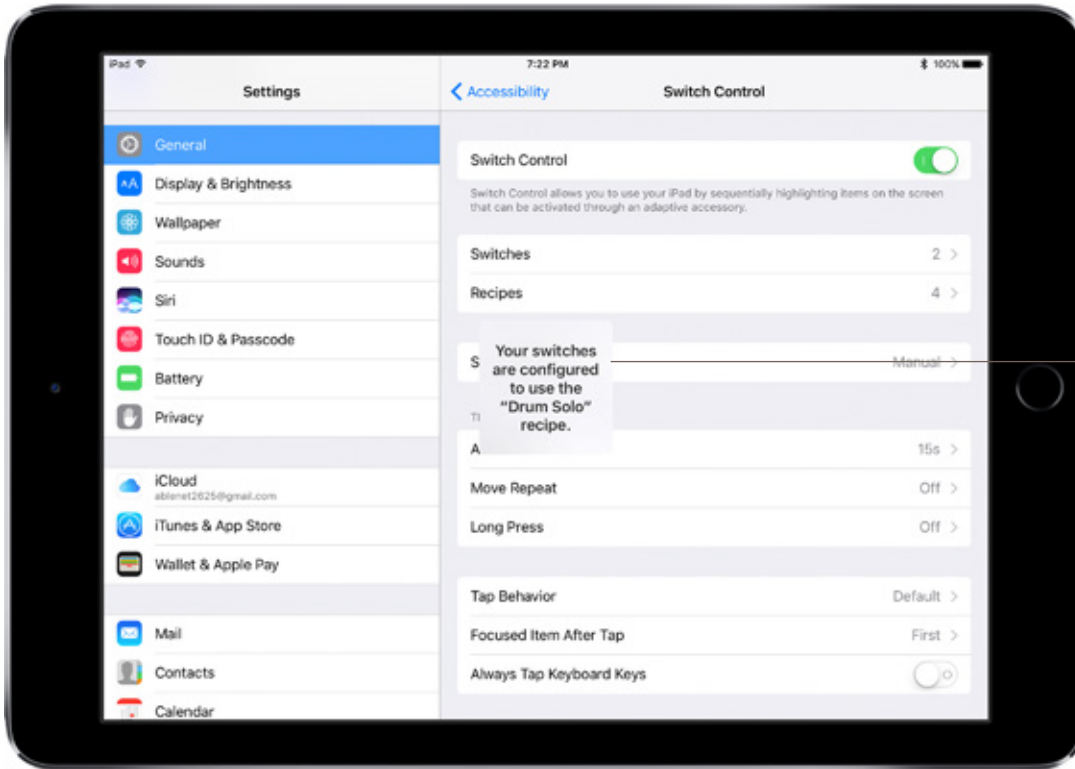 iPad
7:22 PM
100%
Settings
Accessibility
Switch Control
General
Display & Brightness
Wallpaper
Sounds
Siri
Touch ID & Passcode
Battery
Privacy
iCloud
ablenet2625@gmail.com
iTunes & App Store
Wallet & Apple Pay
Mail
Contacts
Calendar
Switch Control
Switch Control allows you to use your iPad by sequentially highlighting items on the screen
that can be activated through an adaptive accessory.
Switches 2
Recipes 4
S Manual
Your switches
are configured
to use the
“Drum Solo”
recipe.
TI
A 15s
Move Repeat Off
Long Press Off
Tap Behavior Default
Focused Item After Tap First
Always Tap Keyboard Keys